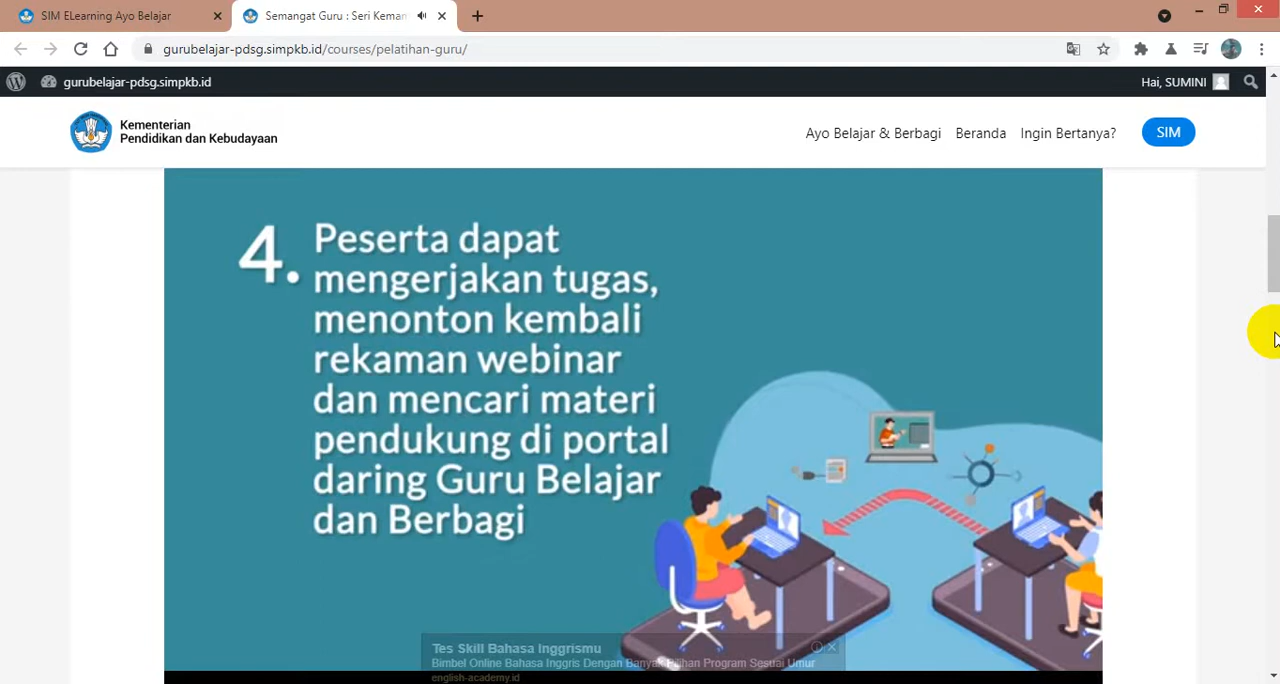 SIM ELearning Ayo Belajar
Semangat Guru : Seri Keman
gurubelajar-pdsg.simpkb.id/courses/pelatihan-guru/
gurubelajar-pdsg.simpkb.id
Hai, SUMINI
Kementerian
Pendidikan dan Kebudayaan
Ayo Belajar & Berbagi
Beranda
Ingin Bertanya?
SIM
4. Peserta dapat
mengerjakan tugas,
menonton kembali
rekaman webinar
dan mencari materi
pendukung di portal
daring Guru Belajar
dan Berbagi
Tes Skill Bahasa Inggrismu
Bimbel Online Bahasa Inggris Dengan Banyak Pilihan Program Sesuai Umur
english-academy.id